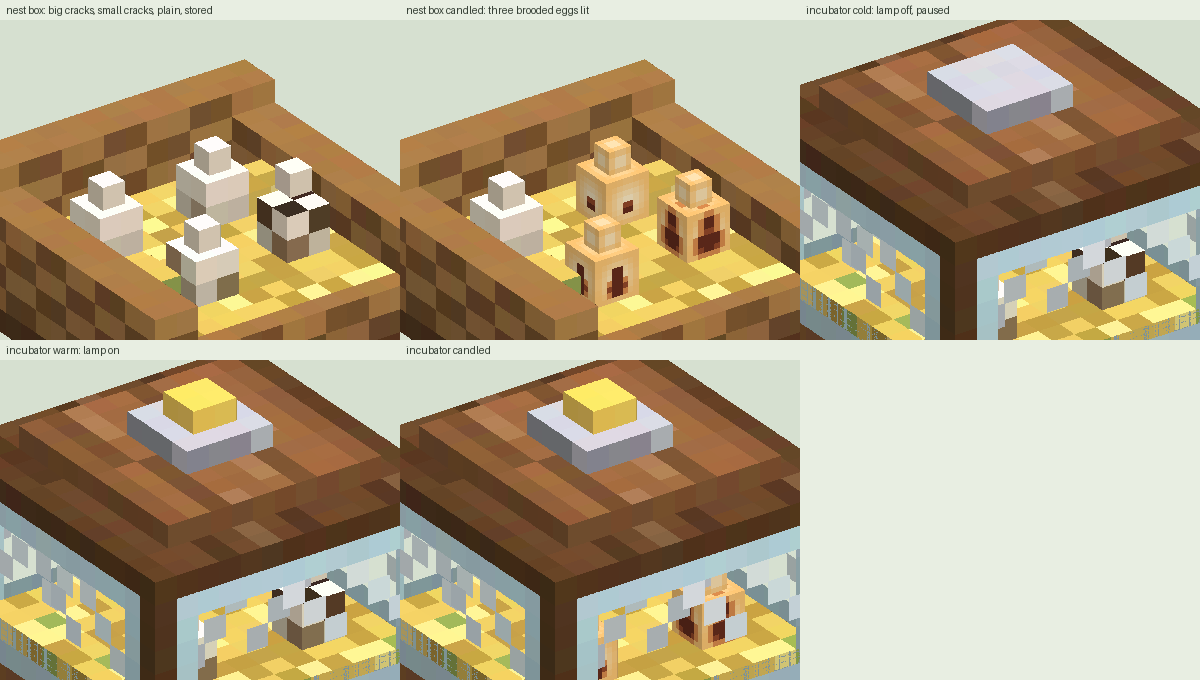 nest box: big cracks, small cracks, plain, stored
nest box candled: three brooded eggs lit
incubator cold: lamp off, paused
incubator warm: lamp on
incubator candled